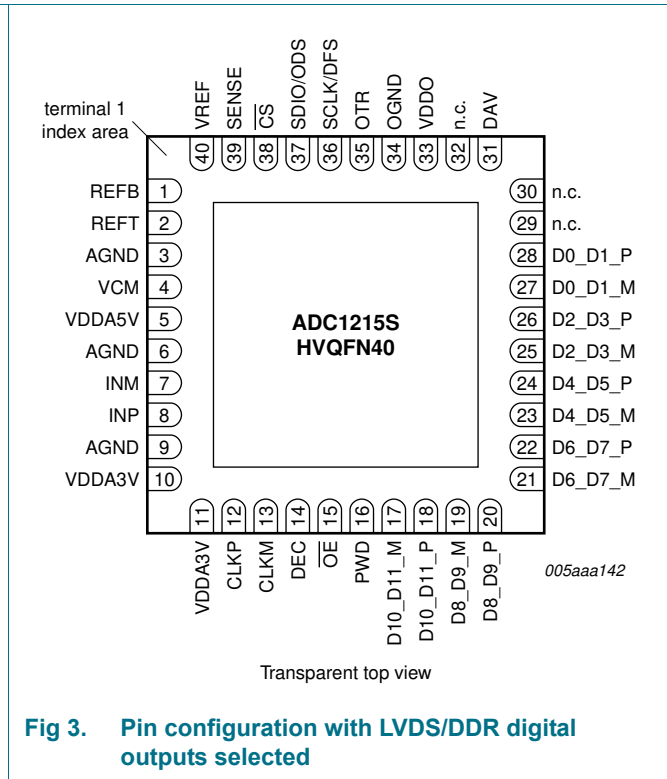 terminal 1
index area
VREF
SENSE
CS
SDIO/ODS
SCLK/DFS
OTR
OGND
VDDO
n.c.
DAV
40
39
38
37
36
35
34
33
32
31
REFB 1
REFT 2
AGND 3
VCM 4
VDDA5V 5
AGND 6
INM 7
INP 8
AGND 9
VDDA3V 10
ADC1215S
HVQFN40
30 n.c.
29 n.c.
28 D0_D1_P
27 D0_D1_M
26 D2_D3_P
25 D2_D3_M
24 D4_D5_P
23 D4_D5_M
22 D6_D7_P
21 D6_D7_M
11
12
13
14
15
16
17
18
19
20
VDDA3V
CLKP
CLKM
DEC
OE
PWD
D10_D11_M
D10_D11_P
D8_D9_M
D8_D9_P
005aaa142
Transparent top view
Fig 3. Pin configuration with LVDS/DDR digital
outputs selected